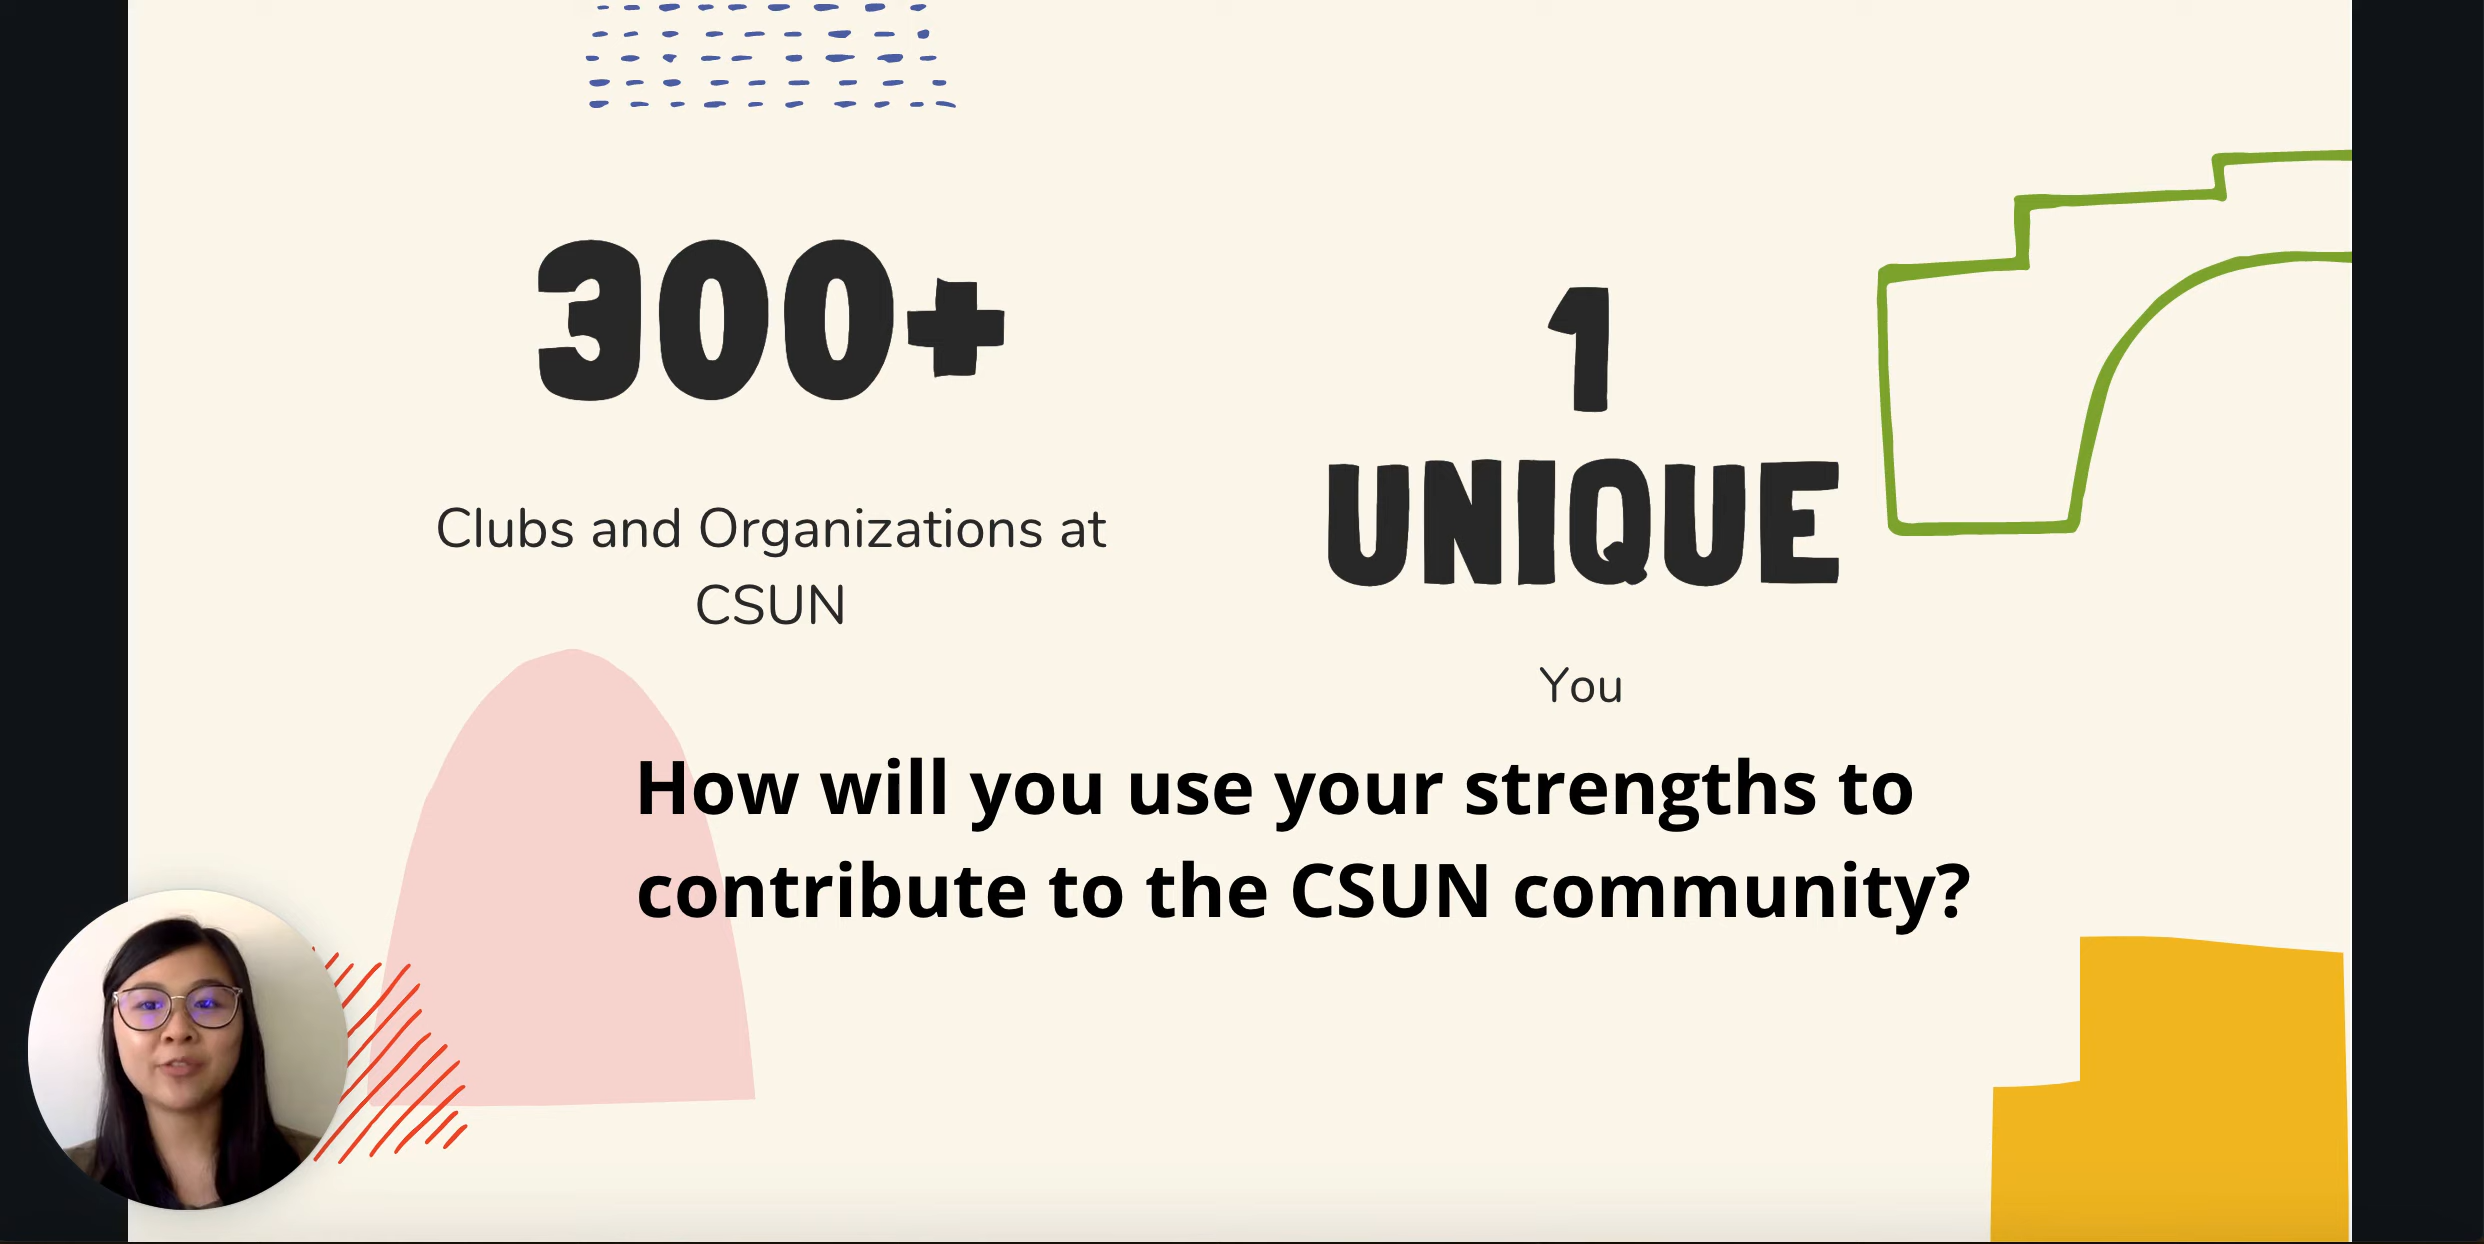 300+
Clubs and Organizations at
CSUN
1
UNIQUE
You
How will you use your strengths to
contribute to the CSUN community?